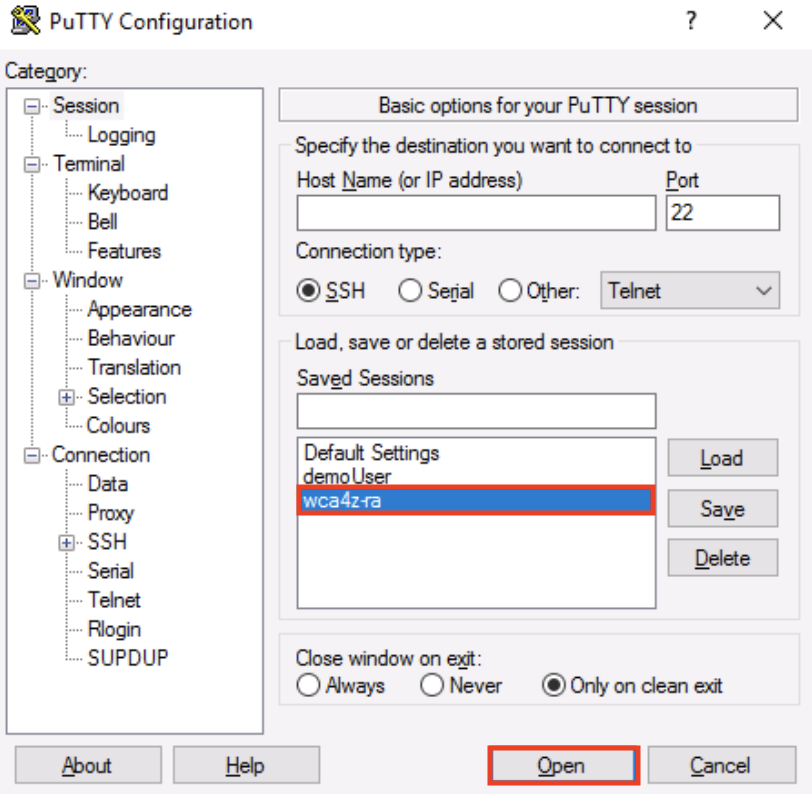 PuTTY Configuration
?
Category:
Session
Logging
Terminal
Keyboard
Bell
Features
Window
Appearance
Behaviour
Translation
Selection
Colours
Connection
Data
Proxy
SSH
Serial
Telnet
Rlogin
SUPDUP
Basic options for your PuTTY session
Specify the destination you want to connect to
Host Name (or IP address) Port
22
Connection type:
SSH Serial Other: Telnet
Load, save or delete a stored session
Saved Sessions
Default Settings
demoUser
wca4z-ra
Load
Save
Delete
Close window on exit:
Always Never Only on clean exit
About Help Open Cancel